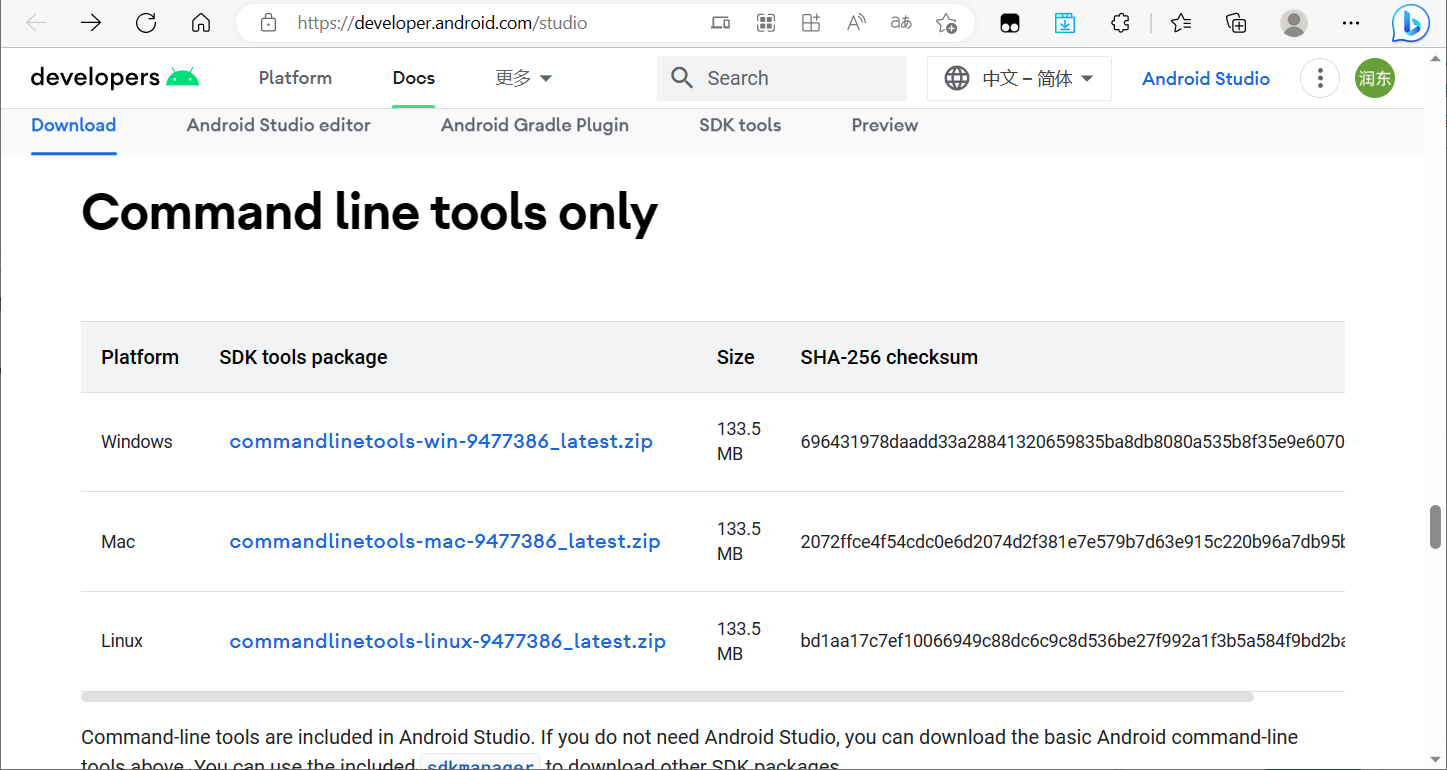 https://developer.android.com/studio
developers Platform Docs 更多 Search 中文 – 简体 Android Studio 润东
Download Android Studio editor Android Gradle Plugin SDK tools Preview
Command line tools only
Platform SDK tools package Size SHA-256 checksum
Windows commandlinetools-win-9477386_latest.zip 133.5 MB 696431978daadd33a28841320659835ba8db8080a535b8f35e9e6070
Mac commandlinetools-mac-9477386_latest.zip 133.5 MB 2072ffce4f54cdc0e6d2074d2f381e7e579b7d63e915c220b96a7db95b
Linux commandlinetools-linux-9477386_latest.zip 133.5 MB bd1aa17c7ef10066949c88dc6c9c8d536be27f992a1f3b5a584f9bd2ba
Command-line tools are included in Android Studio. If you do not need Android Studio, you can download the basic Android command-line
tools above. You can use the included sdkmanager to download other SDK packages.